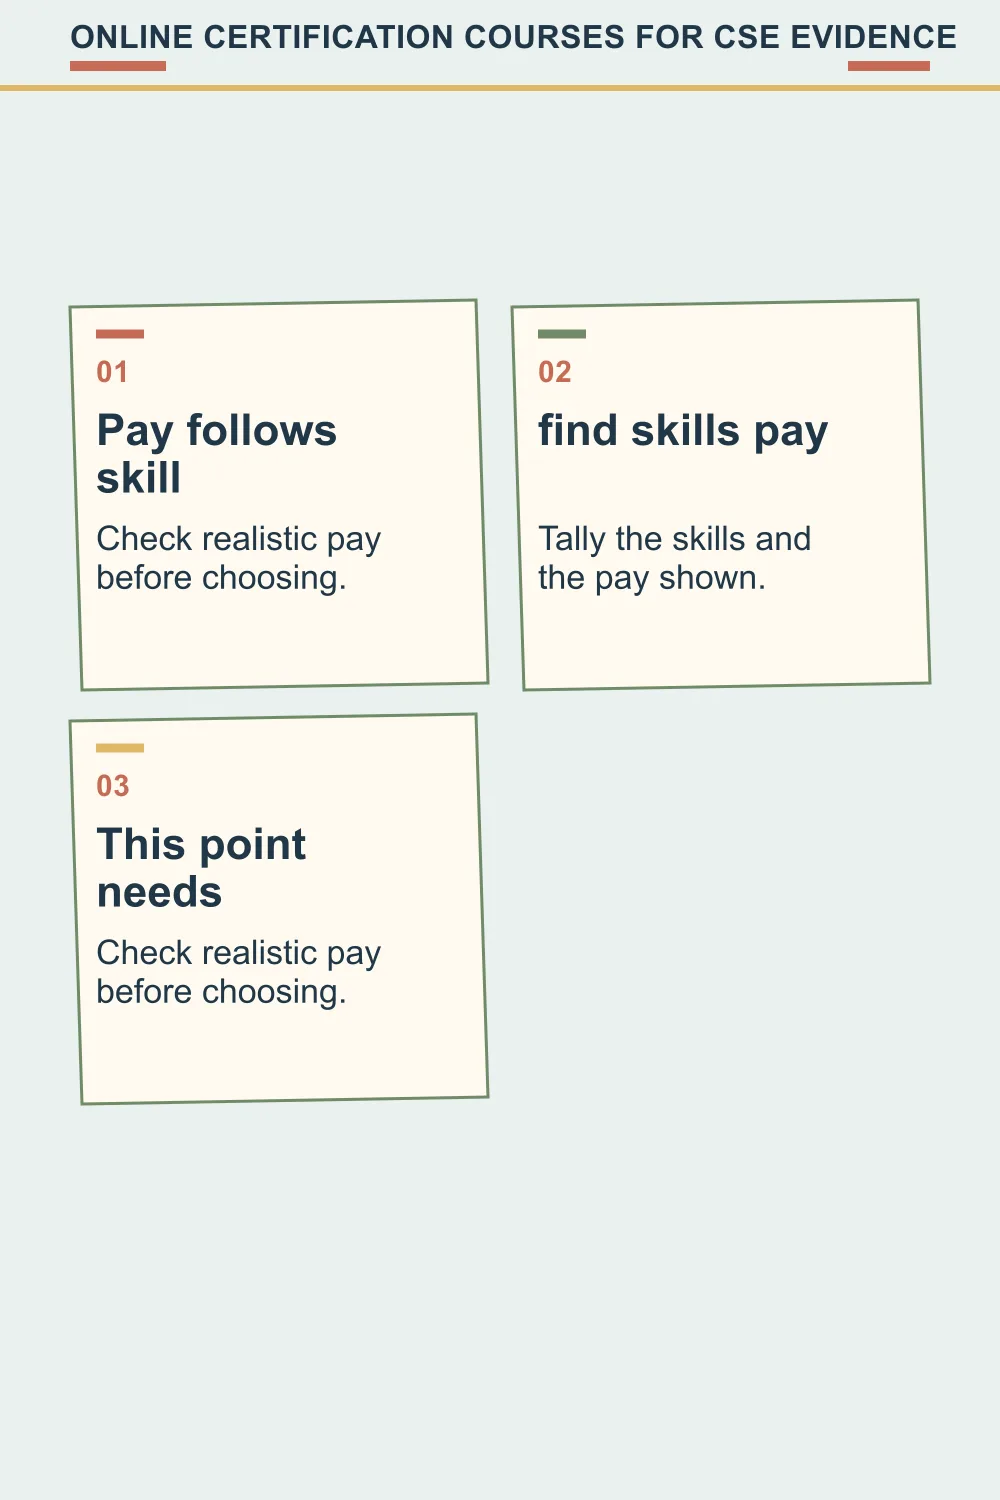 ONLINE CERTIFICATION COURSES FOR CSE EVIDENCE
01
Pay follows
skill
Check realistic pay
before choosing.
02
find skills pay
Tally the skills and
the pay shown.
03
This point
needs
Check realistic pay
before choosing.